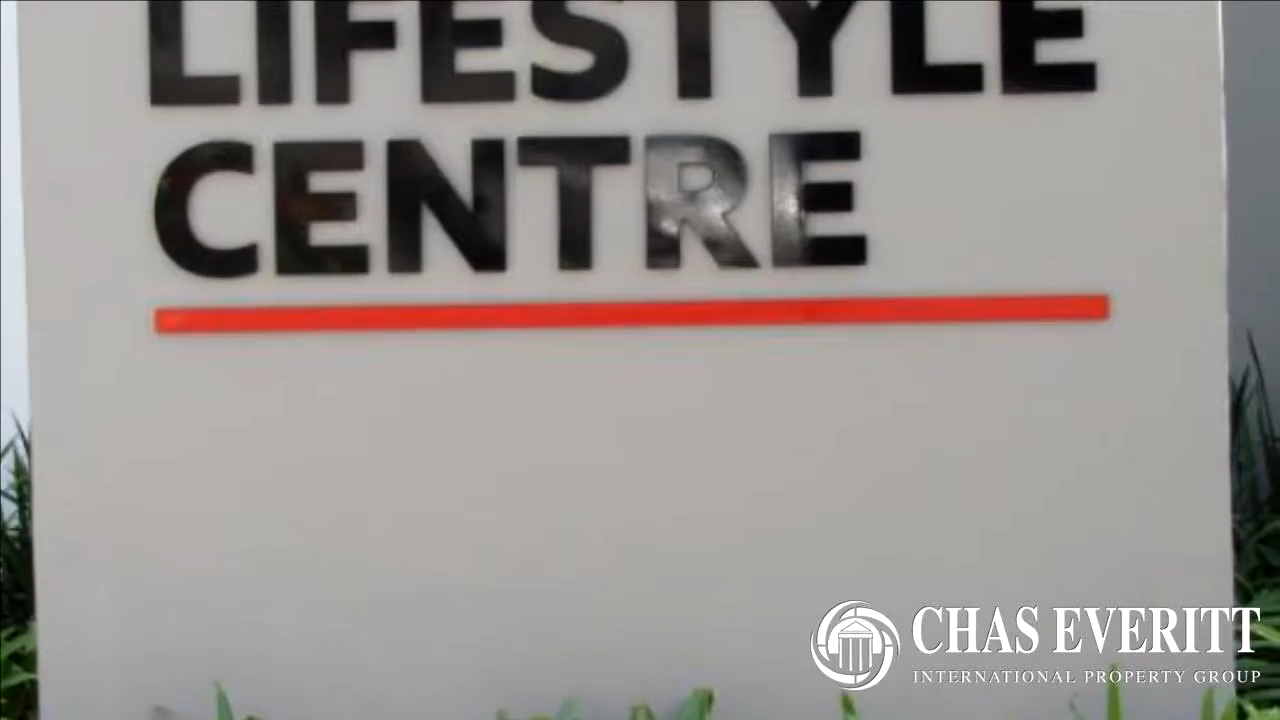 LIFESTYLE
CENTRE
CHAS EVERITT
INTERNATIONAL PROPERTY GROUP